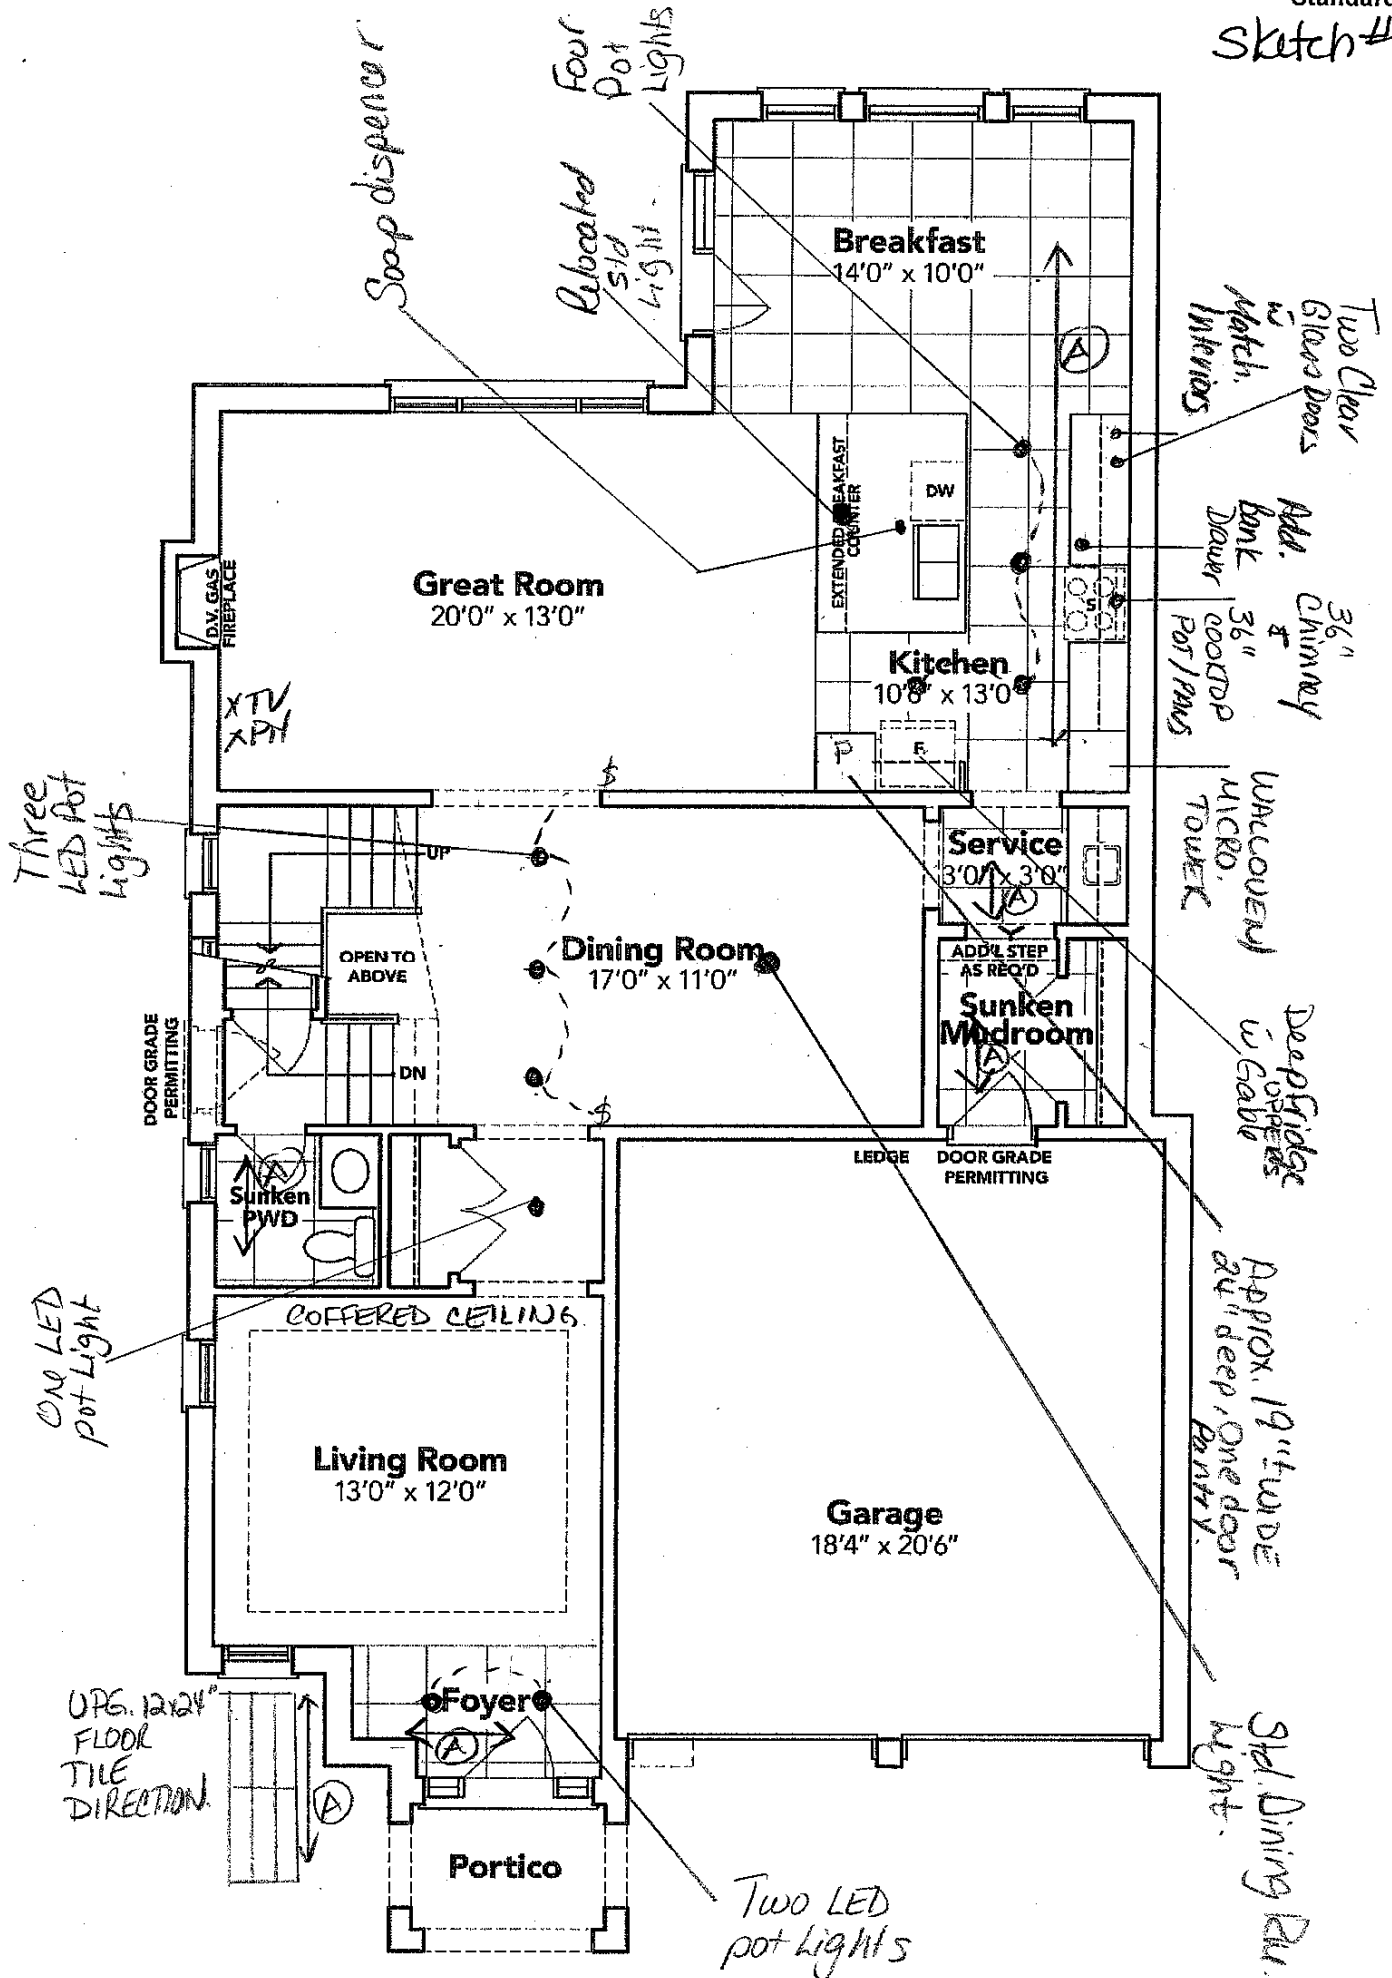 Standard
Sketch #
Four
Pot
Lights
Soap dispencer
Relocated
std
Light.
Breakfast
14'0" x 10'0"
A
Two Clear
Glass Doors
w
Match.
Interiors
EXTENDED BREAKFAST
COUNTER
DW
Add.
Bank
Drawer
36"
Chimney
&
36"
COOKTOP
POT/PANS
S
Great Room
20'0" x 13'0"
D.V. GAS
FIREPLACE
Kitchen
10'6" x 13'0"
X TV
X PH
P
F
WALLOVEN/
MICRO.
TOWER
Three
LED Pot
Lights
$
UP
Service
3'0" x 3'0"
A
OPEN TO
ABOVE
Dining Room
17'0" x 11'0"
ADD'L STEP
AS REQ'D
Sunken
Mudroom
A
Deep fridge
uppers
w Gable
DOOR GRADE
PERMITTING
DN
$
LEDGE
DOOR GRADE
PERMITTING
A
Sunken
PWD
One LED
pot Light
COFFERED CEILING
Approx. 19"± WIDE
24" deep, one door
Pantry.
Living Room
13'0" x 12'0"
Garage
18'4" x 20'6"
Foyer
A
UPG. 12x24"
FLOOR
TILE
DIRECTION.
A
Std. Dining Rm.
Light.
Portico
Two LED
pot Lights